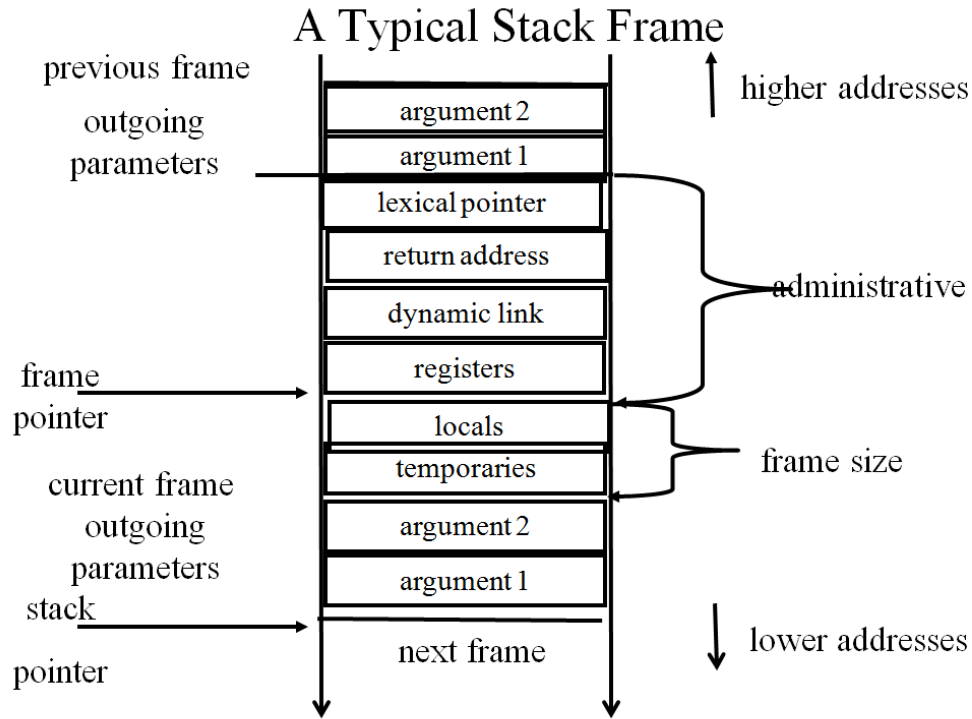 A Typical Stack Frame
previous frame
higher addresses
outgoing
parameters
argument 2
argument 1
lexical pointer
return address
administrative
dynamic link
registers
frame
pointer
locals
frame size
temporaries
current frame
outgoing
parameters
argument 2
argument 1
stack
pointer
next frame
lower addresses